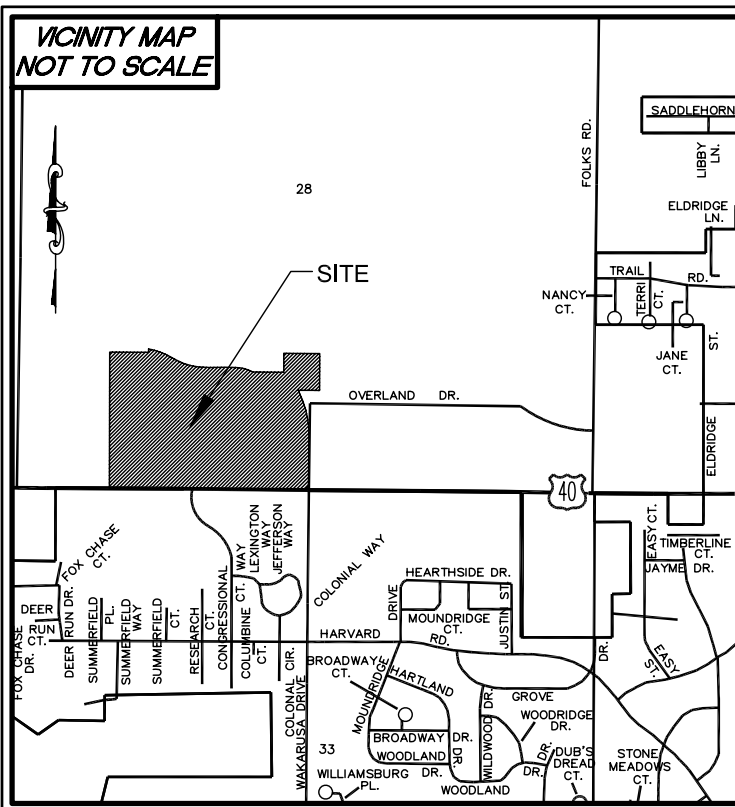 VICINITY MAP
NOT TO SCALE
SADDLEHORN
LIBBY
LN.
FOLKS RD.
28
ELDRIDGE
LN.
SITE
TRAIL
RD.
NANCY
CT.
TERRI
CT.
JANE
CT.
ST.
ELDRIDGE
OVERLAND DR.
40
FOX CHASE
CT.
WAY
LEXINGTON
WAY
JEFFERSON
WAY
COLONIAL WAY
EASY CT.
TIMBERLINE
CT.
JAYME DR.
HEARTHSIDE DR.
DRIVE
MOUNDRIDGE
CT.
JUSTIN ST.
DEER
RUN
CT.
FOX CHASE
DR.
DEER RUN DR.
SUMMERFIELD
PL.
SUMMERFIELD
WAY
SUMMERFIELD
CT.
RESEARCH
CT.
CONGRESSIONAL
COLUMBINE CT.
CT.
COLONIAL
CIR.
WAKARUSA DRIVE
HARVARD
RD.
DR.
EASY
ST.
BROADWAY
CT.
MOUNDRIDGE
HARTLAND
DR.
GROVE
WILDWOOD DR.
WOODRIDGE
DR.
BROADWAY DR.
33
WOODLAND
DR.
WILLIAMSBURG
PL.
WOODLAND
DR.
DR.
DUB'S
DREAD
CT.
STONE
MEADOWS
CT.